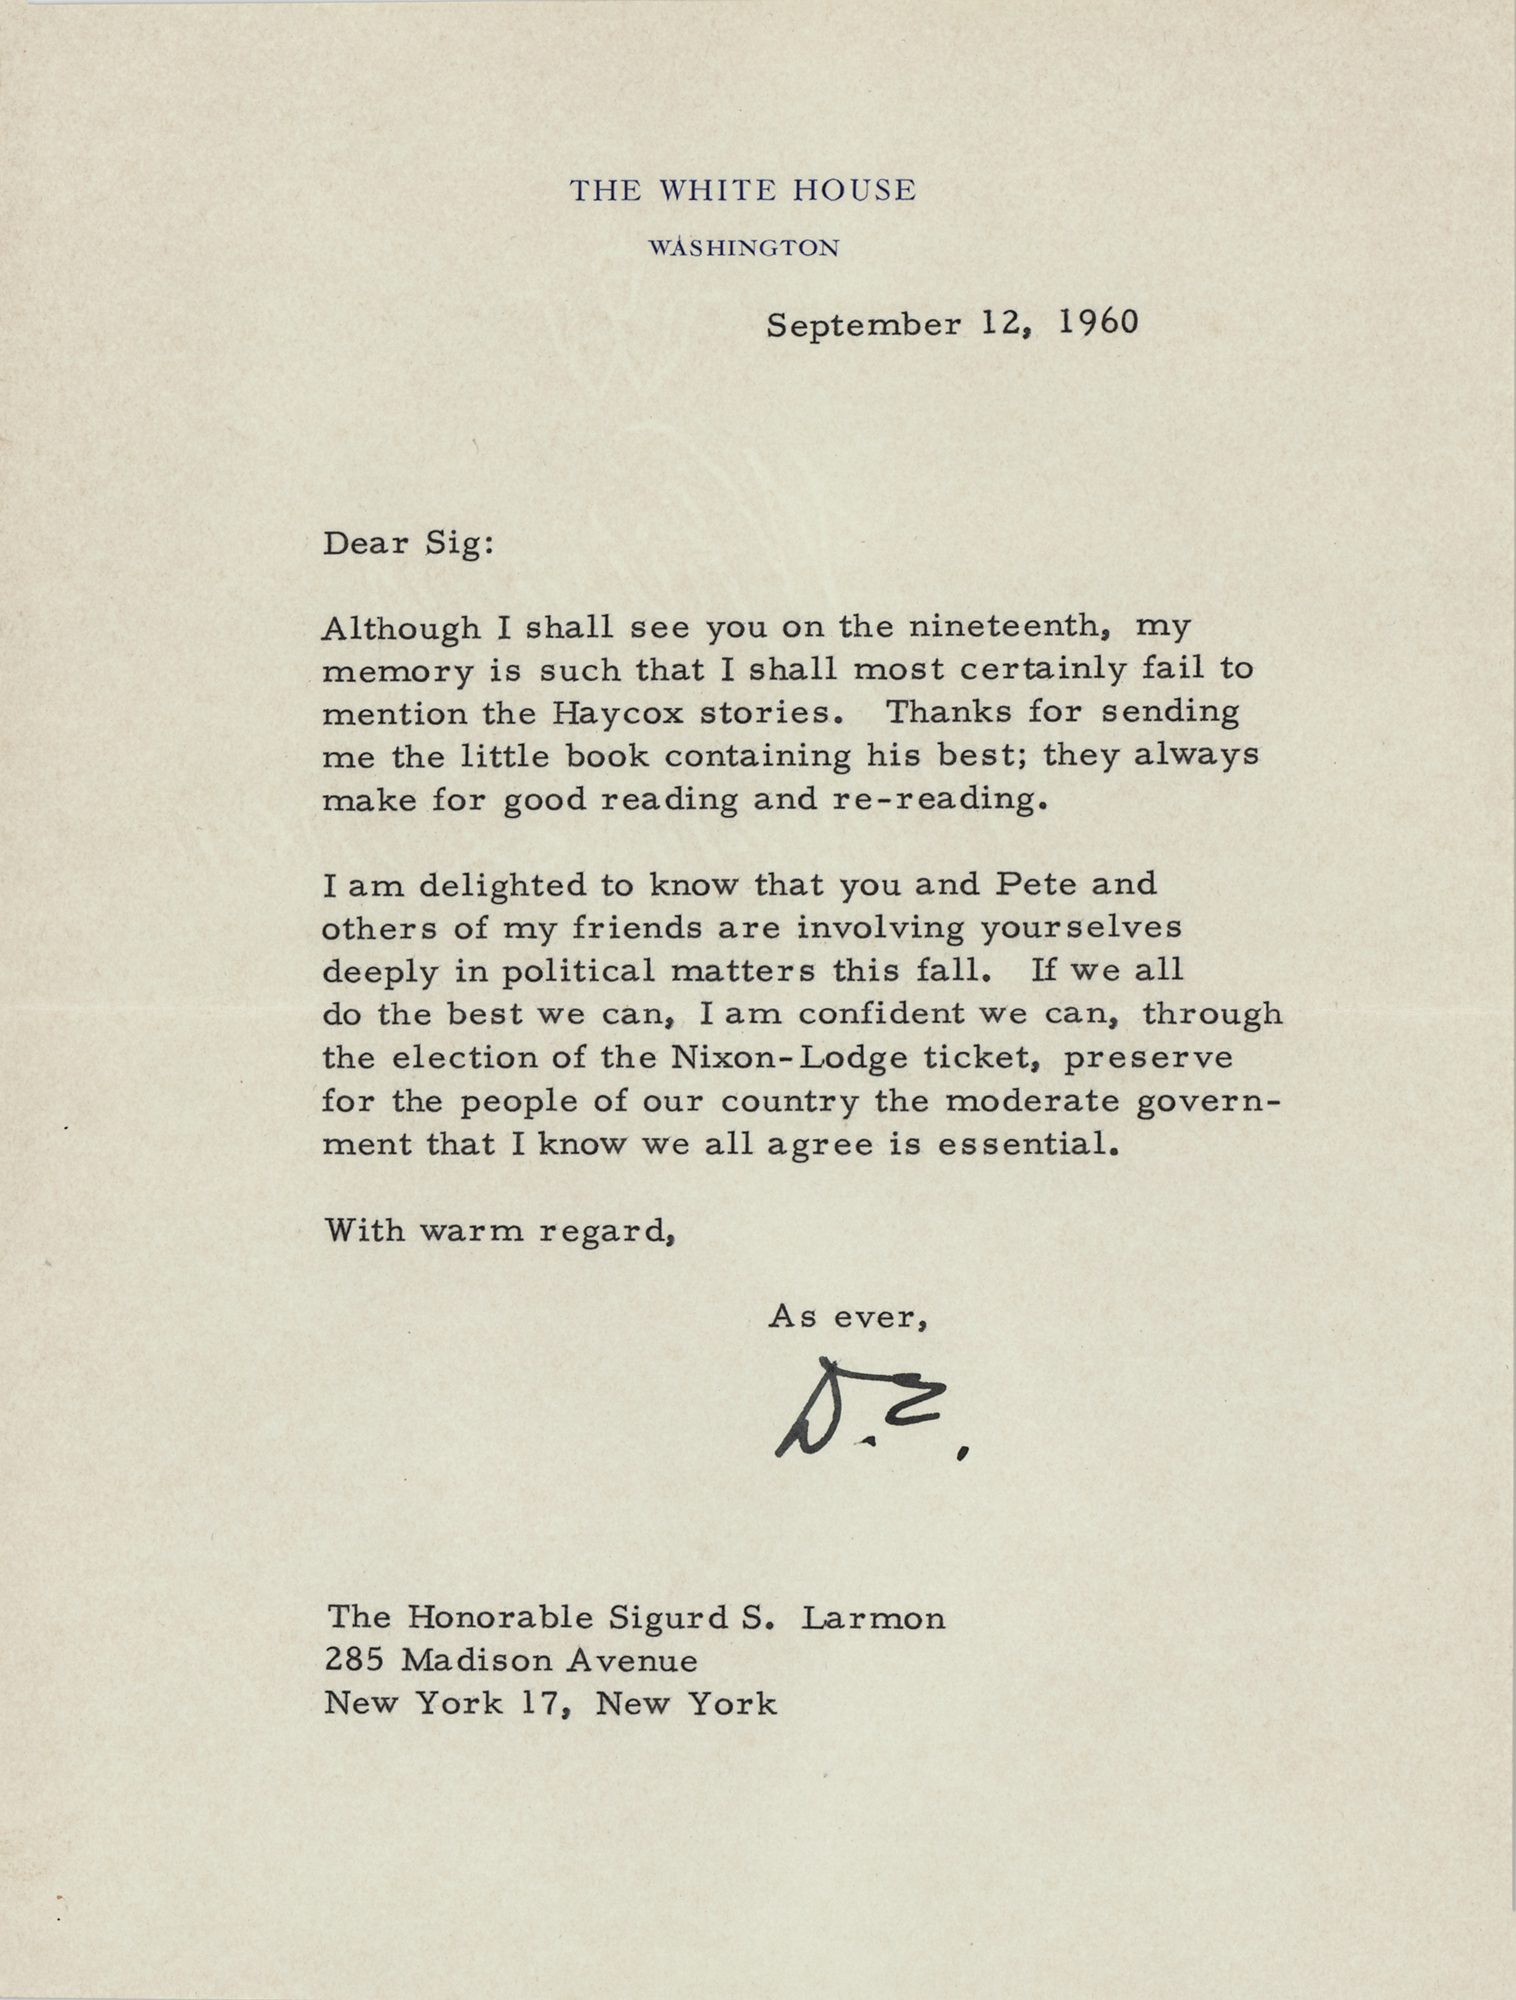 THE WHITE HOUSE
WASHINGTON
September 12, 1960
Dear Sig:
Although I shall see you on the nineteenth, my
memory is such that I shall most certainly fail to
mention the Haycox stories. Thanks for sending
me the little book containing his best; they always
make for good reading and re-reading.
I am delighted to know that you and Pete and
others of my friends are involving yourselves
deeply in political matters this fall. If we all
do the best we can, I am confident we can, through
the election of the Nixon-Lodge ticket, preserve
for the people of our country the moderate govern-
ment that I know we all agree is essential.
With warm regard,
As ever,
D.E.
The Honorable Sigurd S. Larmon
285 Madison Avenue
New York 17, New York